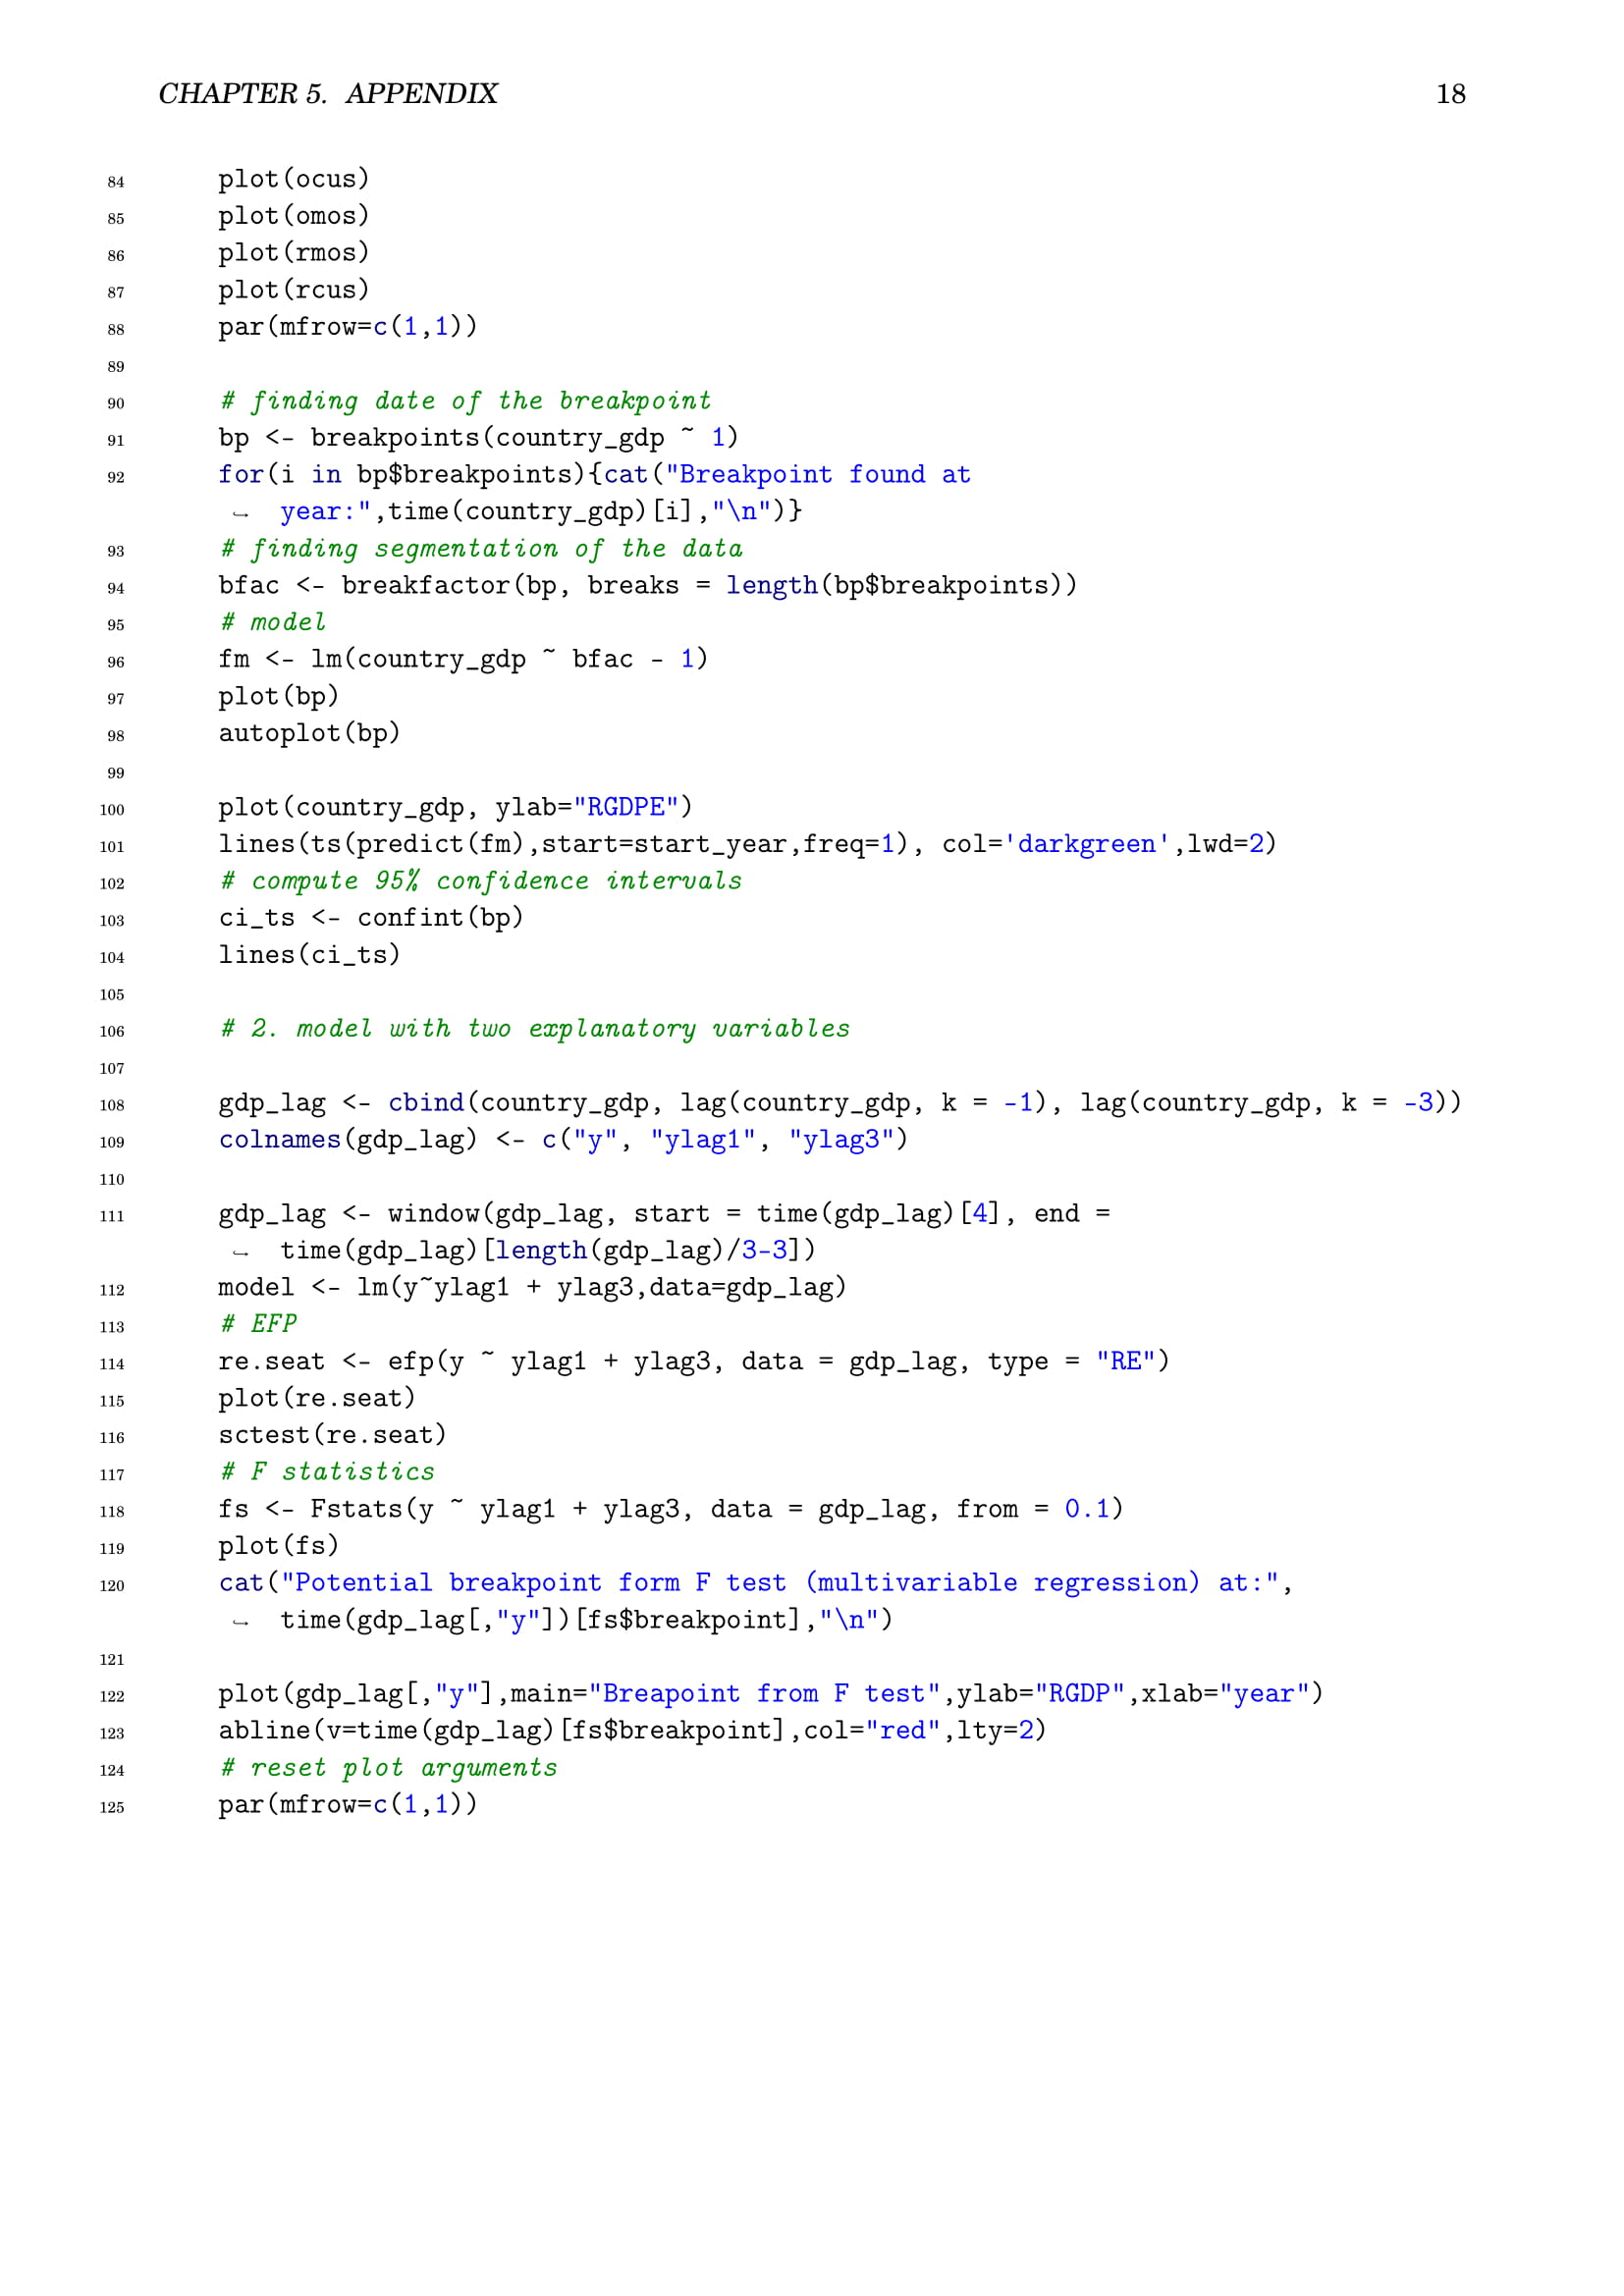 CHAPTER 5. APPENDIX 18
84 plot(ocus)
85 plot(omos)
86 plot(rmos)
87 plot(rcus)
88 par(mfrow=c(1,1))
89
90 # finding date of the breakpoint
91 bp <- breakpoints(country_gdp ~ 1)
92 for(i in bp$breakpoints){cat("Breakpoint found at
↪ year:",time(country_gdp)[i],"\n")}
93 # finding segmentation of the data
94 bfac <- breakfactor(bp, breaks = length(bp$breakpoints))
95 # model
96 fm <- lm(country_gdp ~ bfac - 1)
97 plot(bp)
98 autoplot(bp)
99
100 plot(country_gdp, ylab="RGDPE")
101 lines(ts(predict(fm),start=start_year,freq=1), col='darkgreen',lwd=2)
102 # compute 95% confidence intervals
103 ci_ts <- confint(bp)
104 lines(ci_ts)
105
106 # 2. model with two explanatory variables
107
108 gdp_lag <- cbind(country_gdp, lag(country_gdp, k = -1), lag(country_gdp, k = -3))
109 colnames(gdp_lag) <- c("y", "ylag1", "ylag3")
110
111 gdp_lag <- window(gdp_lag, start = time(gdp_lag)[4], end =
↪ time(gdp_lag)[length(gdp_lag)/3-3])
112 model <- lm(y~ylag1 + ylag3,data=gdp_lag)
113 # EFP
114 re.seat <- efp(y ~ ylag1 + ylag3, data = gdp_lag, type = "RE")
115 plot(re.seat)
116 sctest(re.seat)
117 # F statistics
118 fs <- Fstats(y ~ ylag1 + ylag3, data = gdp_lag, from = 0.1)
119 plot(fs)
120 cat("Potential breakpoint form F test (multivariable regression) at:",
↪ time(gdp_lag[,"y"])[fs$breakpoint],"\n")
121
122 plot(gdp_lag[,"y"],main="Breapoint from F test",ylab="RGDP",xlab="year")
123 abline(v=time(gdp_lag)[fs$breakpoint],col="red",lty=2)
124 # reset plot arguments
125 par(mfrow=c(1,1))